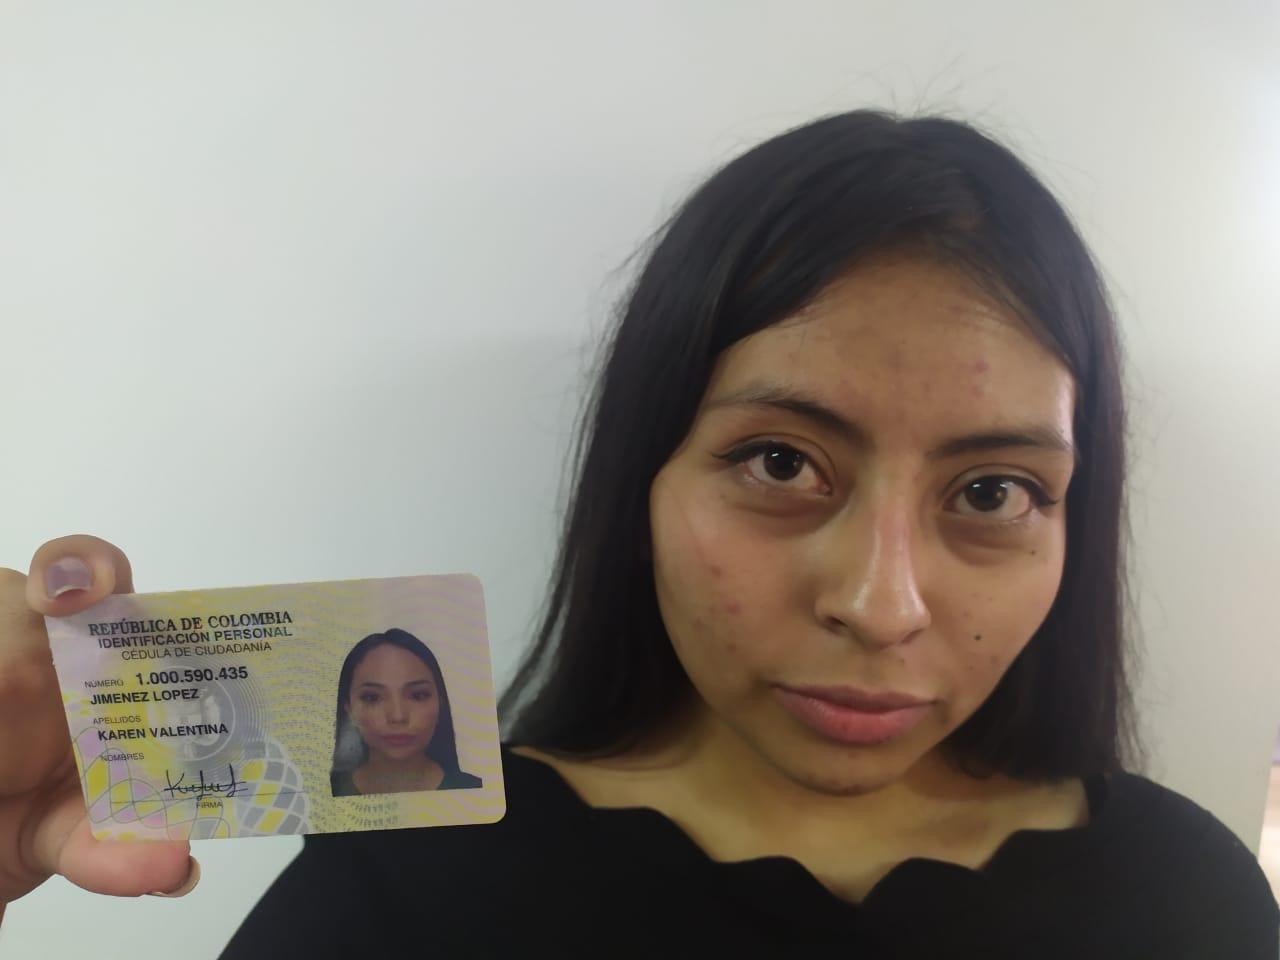 REPÚBLICA DE COLOMBIA
IDENTIFICACIÓN PERSONAL
CÉDULA DE CIUDADANÍA
NÚMERO 1.000.590.435
JIMENEZ LOPEZ
APELLIDOS
KAREN VALENTINA
NOMBRES
FIRMA